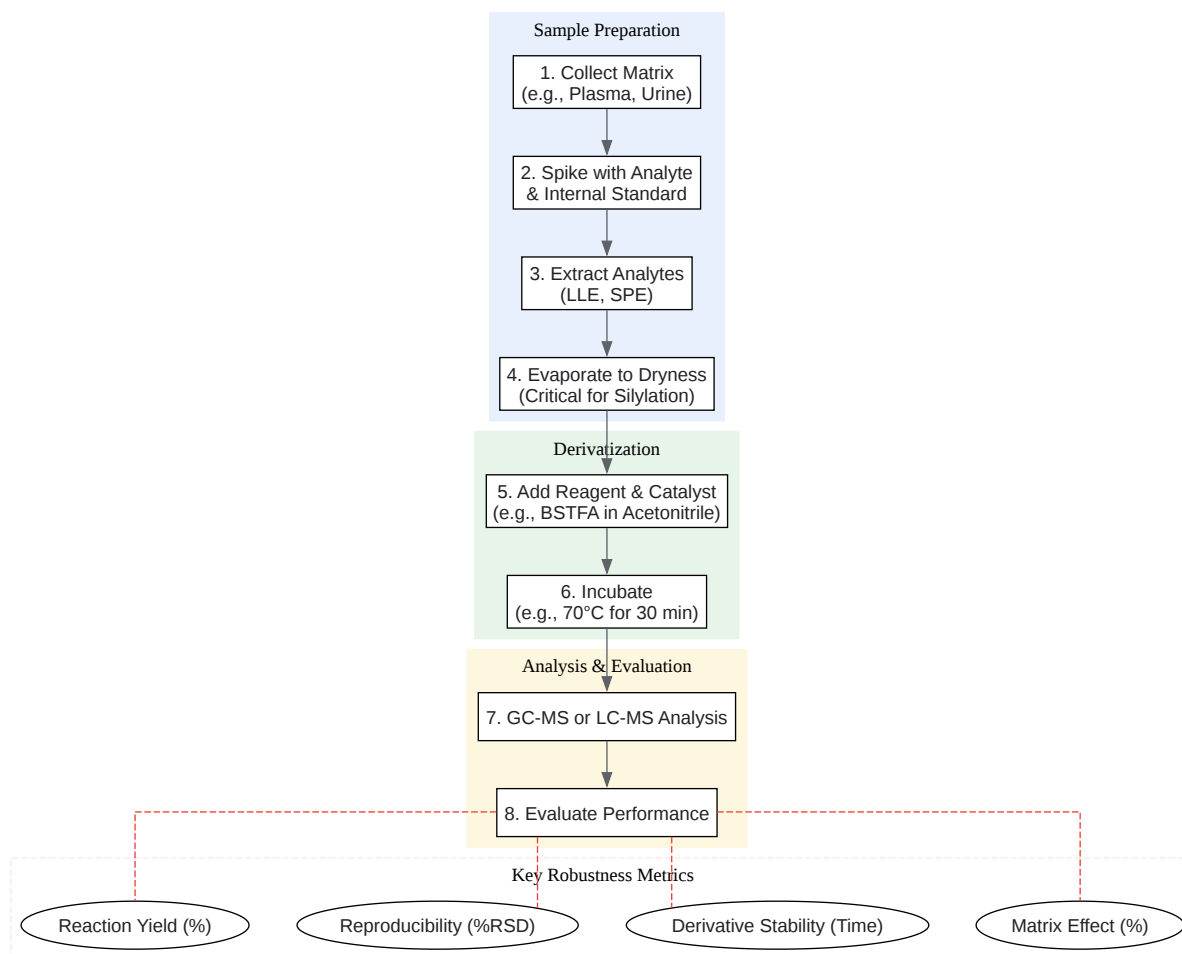 Sample Preparation
1. Collect Matrix
(e.g., Plasma, Urine)
2. Spike with Analyte
& Internal Standard
3. Extract Analytes
(LLE, SPE)
4. Evaporate to Dryness
(Critical for Silylation)
Derivatization
5. Add Reagent & Catalyst
(e.g., BSTFA in Acetonitrile)
6. Incubate
(e.g., 70°C for 30 min)
Analysis & Evaluation
7. GC-MS or LC-MS Analysis
8. Evaluate Performance
Key Robustness Metrics
Reaction Yield (%)
Reproducibility (%RSD)
Derivative Stability (Time)
Matrix Effect (%)